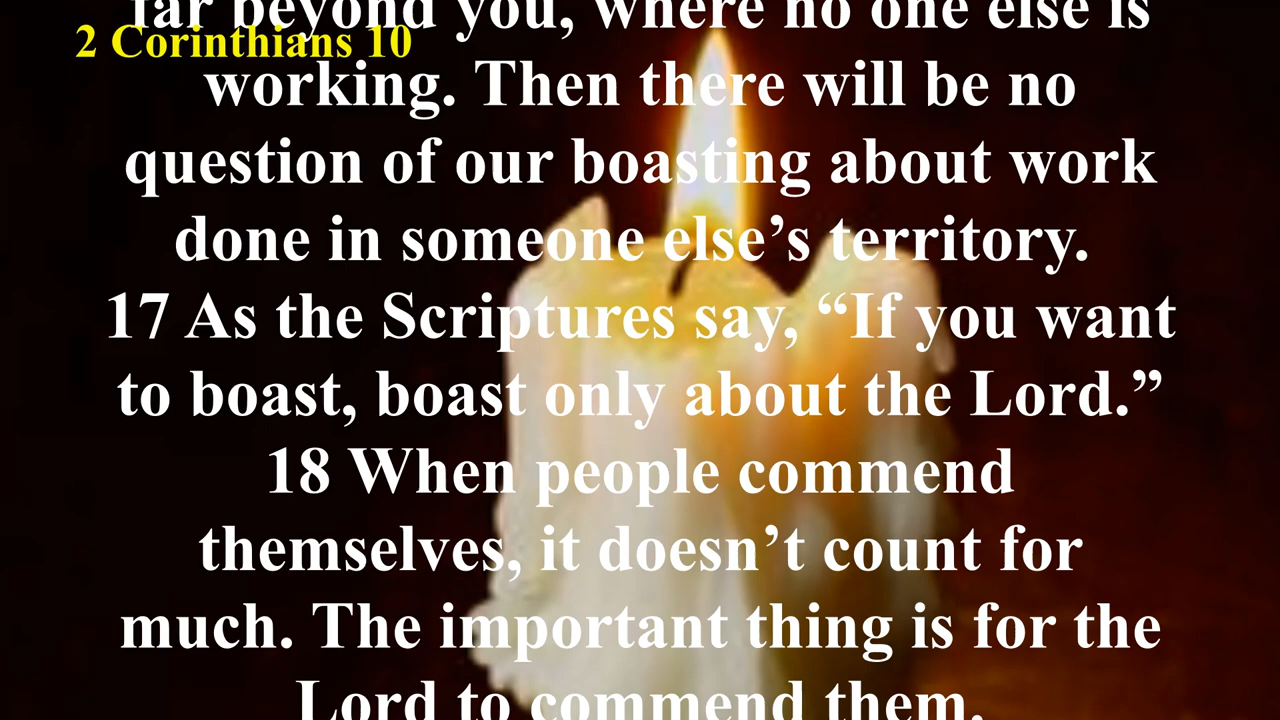 far beyond you, where no one else is
2 Corinthians 10
working. Then there will be no
question of our boasting about work
done in someone else’s territory.
17 As the Scriptures say, “If you want
to boast, boast only about the Lord.”
18 When people commend
themselves, it doesn’t count for
much. The important thing is for the
Lord to commend them.